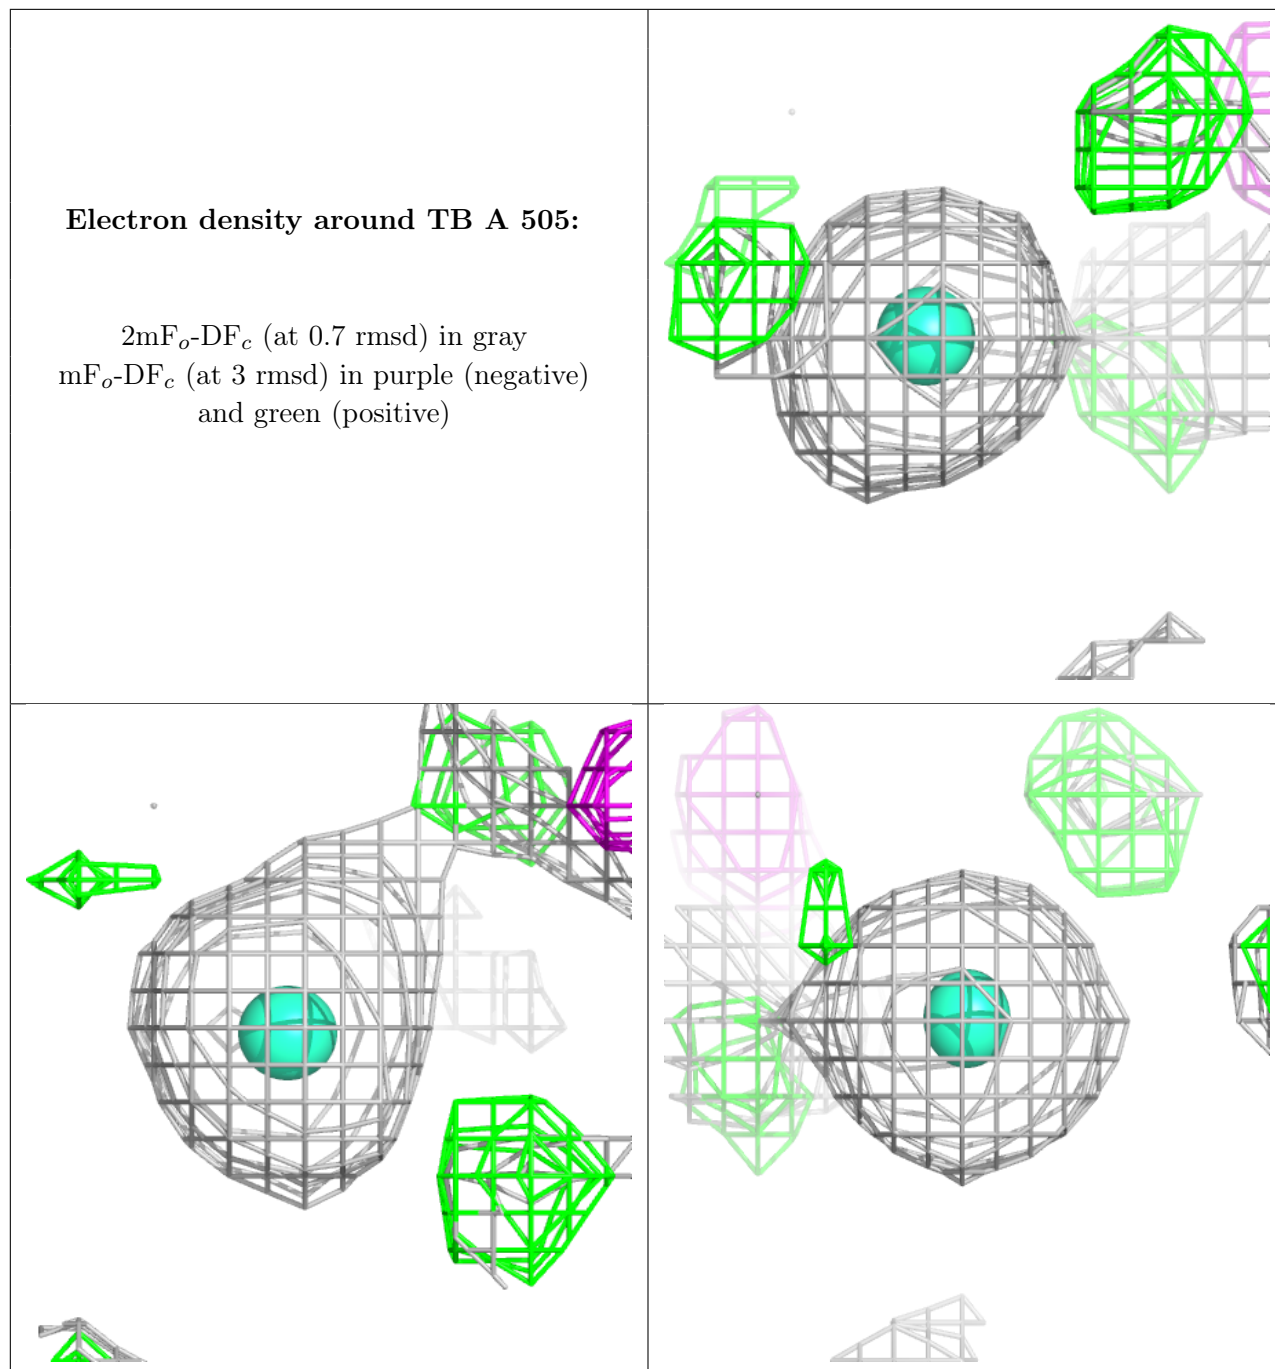 Electron density around TB A 505:
2mFo-DFc (at 0.7 rmsd) in gray
mFo-DFc (at 3 rmsd) in purple (negative)
and green (positive)